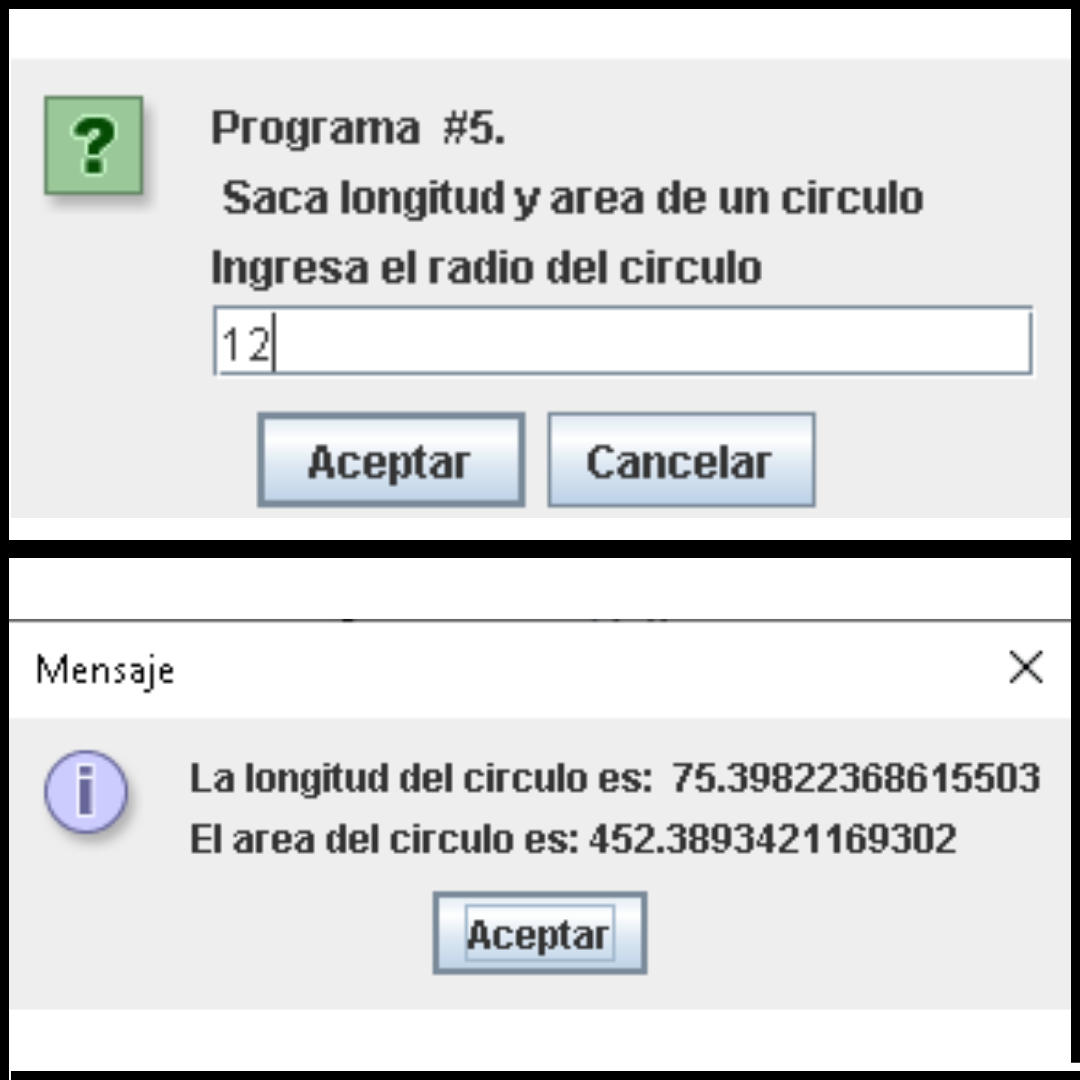 ?
Programa #5.
Saca longitud y area de un circulo
Ingresa el radio del circulo
12
Aceptar Cancelar
Mensaje
i
La longitud del circulo es: 75.39822368615503
El area del circulo es: 452.3893421169302
Aceptar